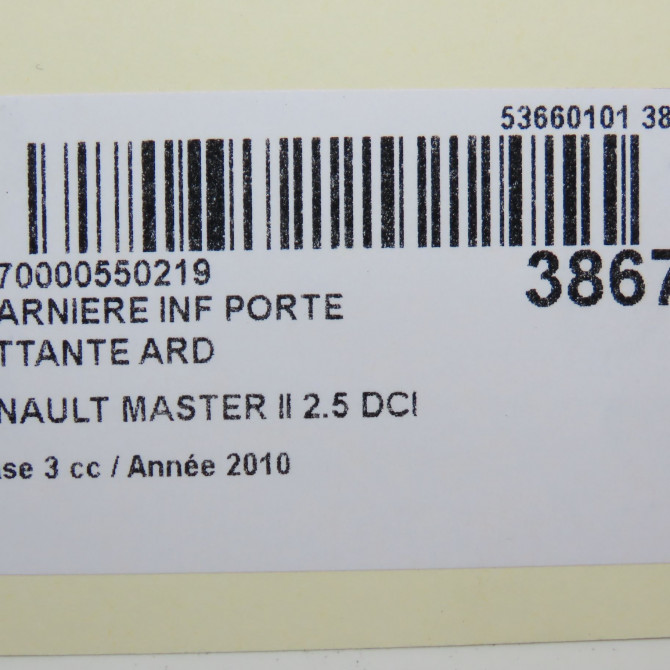 53660101 38
70000550219
3867
ARNIERE INF PORTE
TTANTE ARD
NAULT MASTER II 2.5 DCI
ase 3 cc / Année 2010